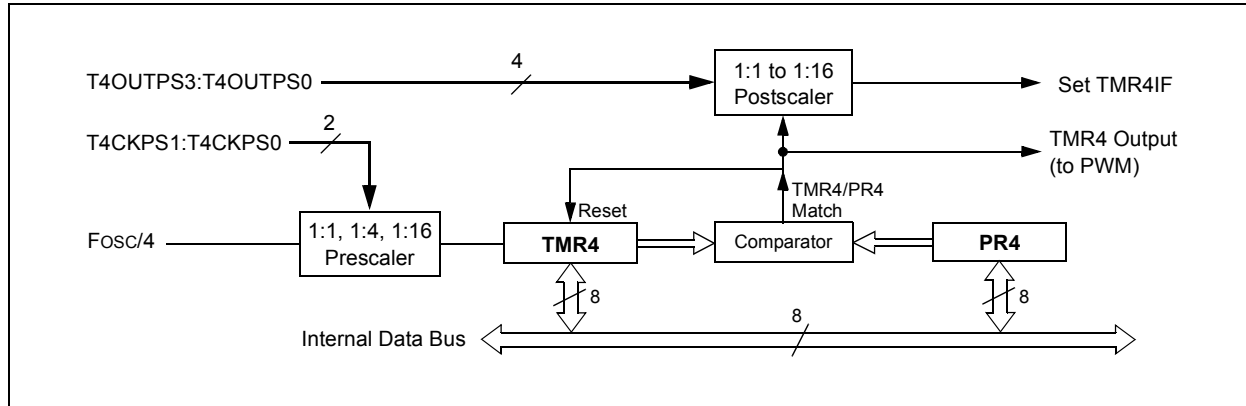 T4OUTPS3:T4OUTPS0
4
1:1 to 1:16
Postscaler
Set TMR4IF
T4CKPS1:T4CKPS0
2
TMR4 Output
(to PWM)
TMR4/PR4
Match
Reset
FOSC/4
1:1, 1:4, 1:16
Prescaler
TMR4
Comparator
PR4
8
8
Internal Data Bus
8